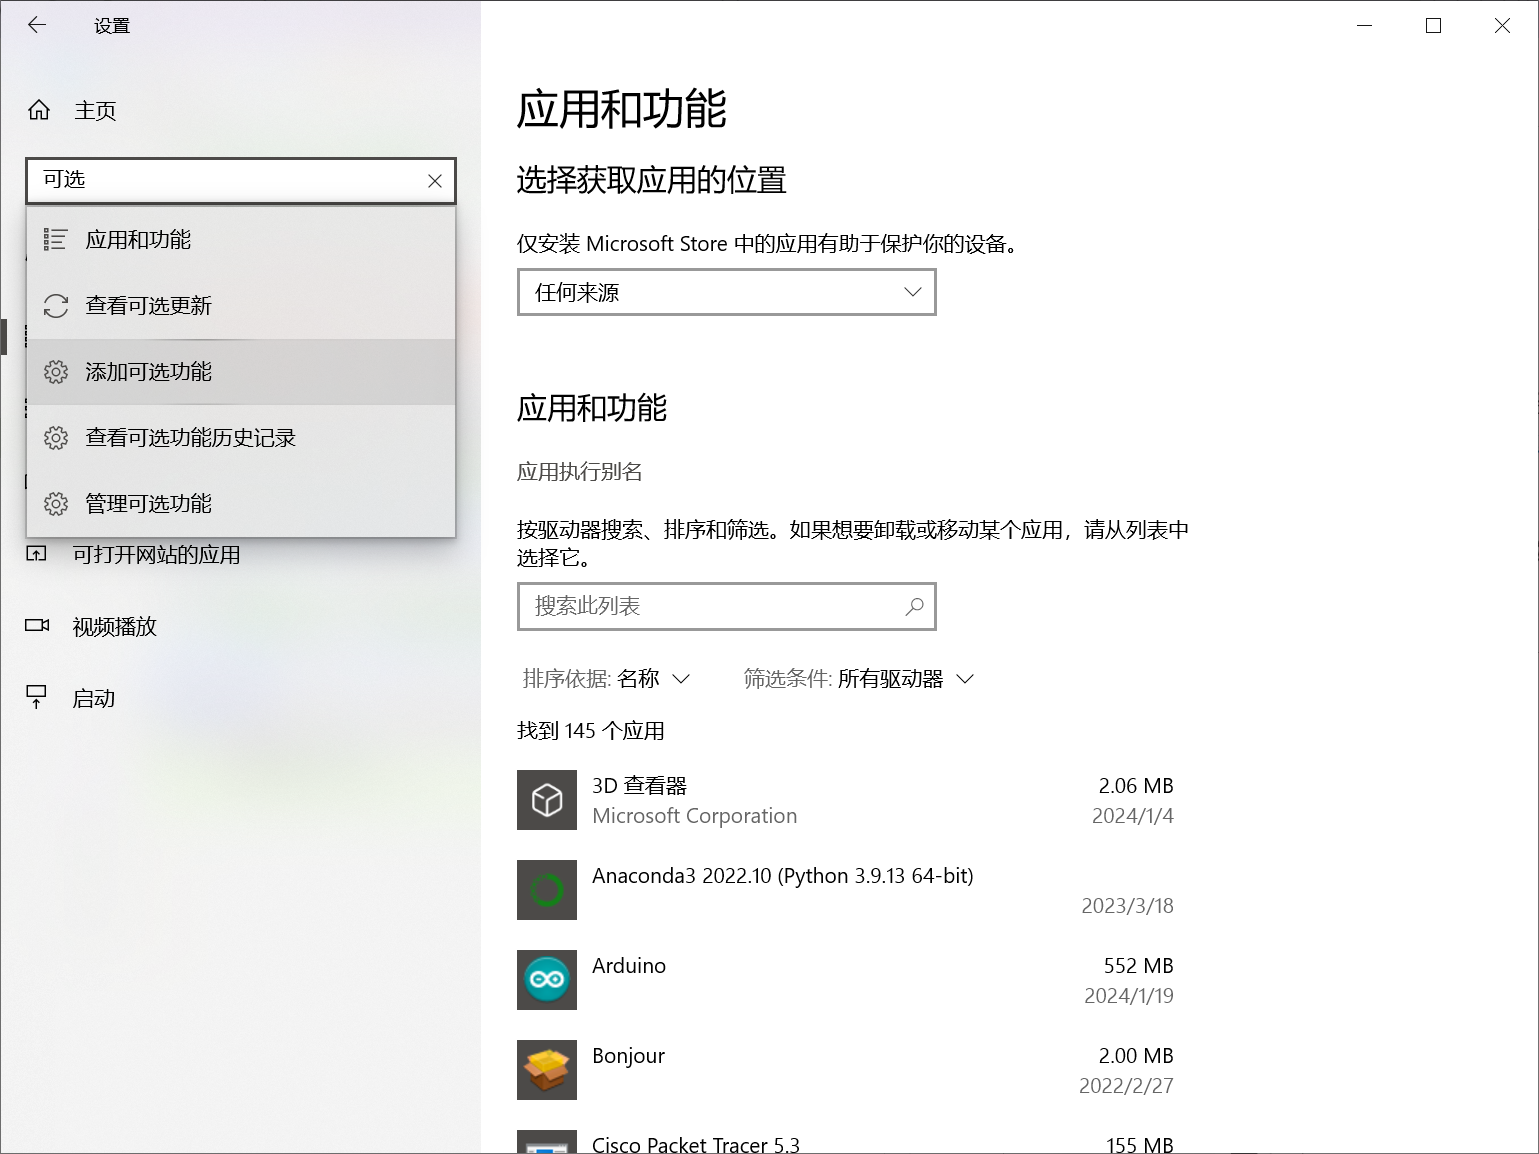 设置
主页
可选
应用和功能
查看可选更新
添加可选功能
查看可选功能历史记录
管理可选功能
可打开网站的应用
视频播放
启动
应用和功能
选择获取应用的位置
仅安装 Microsoft Store 中的应用有助于保护你的设备。
任何来源
应用和功能
应用执行别名
按驱动器搜索、排序和筛选。如果想要卸载或移动某个应用，请从列表中
选择它。
搜索此列表
排序依据: 名称 筛选条件: 所有驱动器
找到 145 个应用
3D 查看器 2.06 MB
Microsoft Corporation 2024/1/4
Anaconda3 2022.10 (Python 3.9.13 64-bit)
2023/3/18
Arduino 552 MB
2024/1/19
Bonjour 2.00 MB
2022/2/27
Cisco Packet Tracer 5.3 155 MB